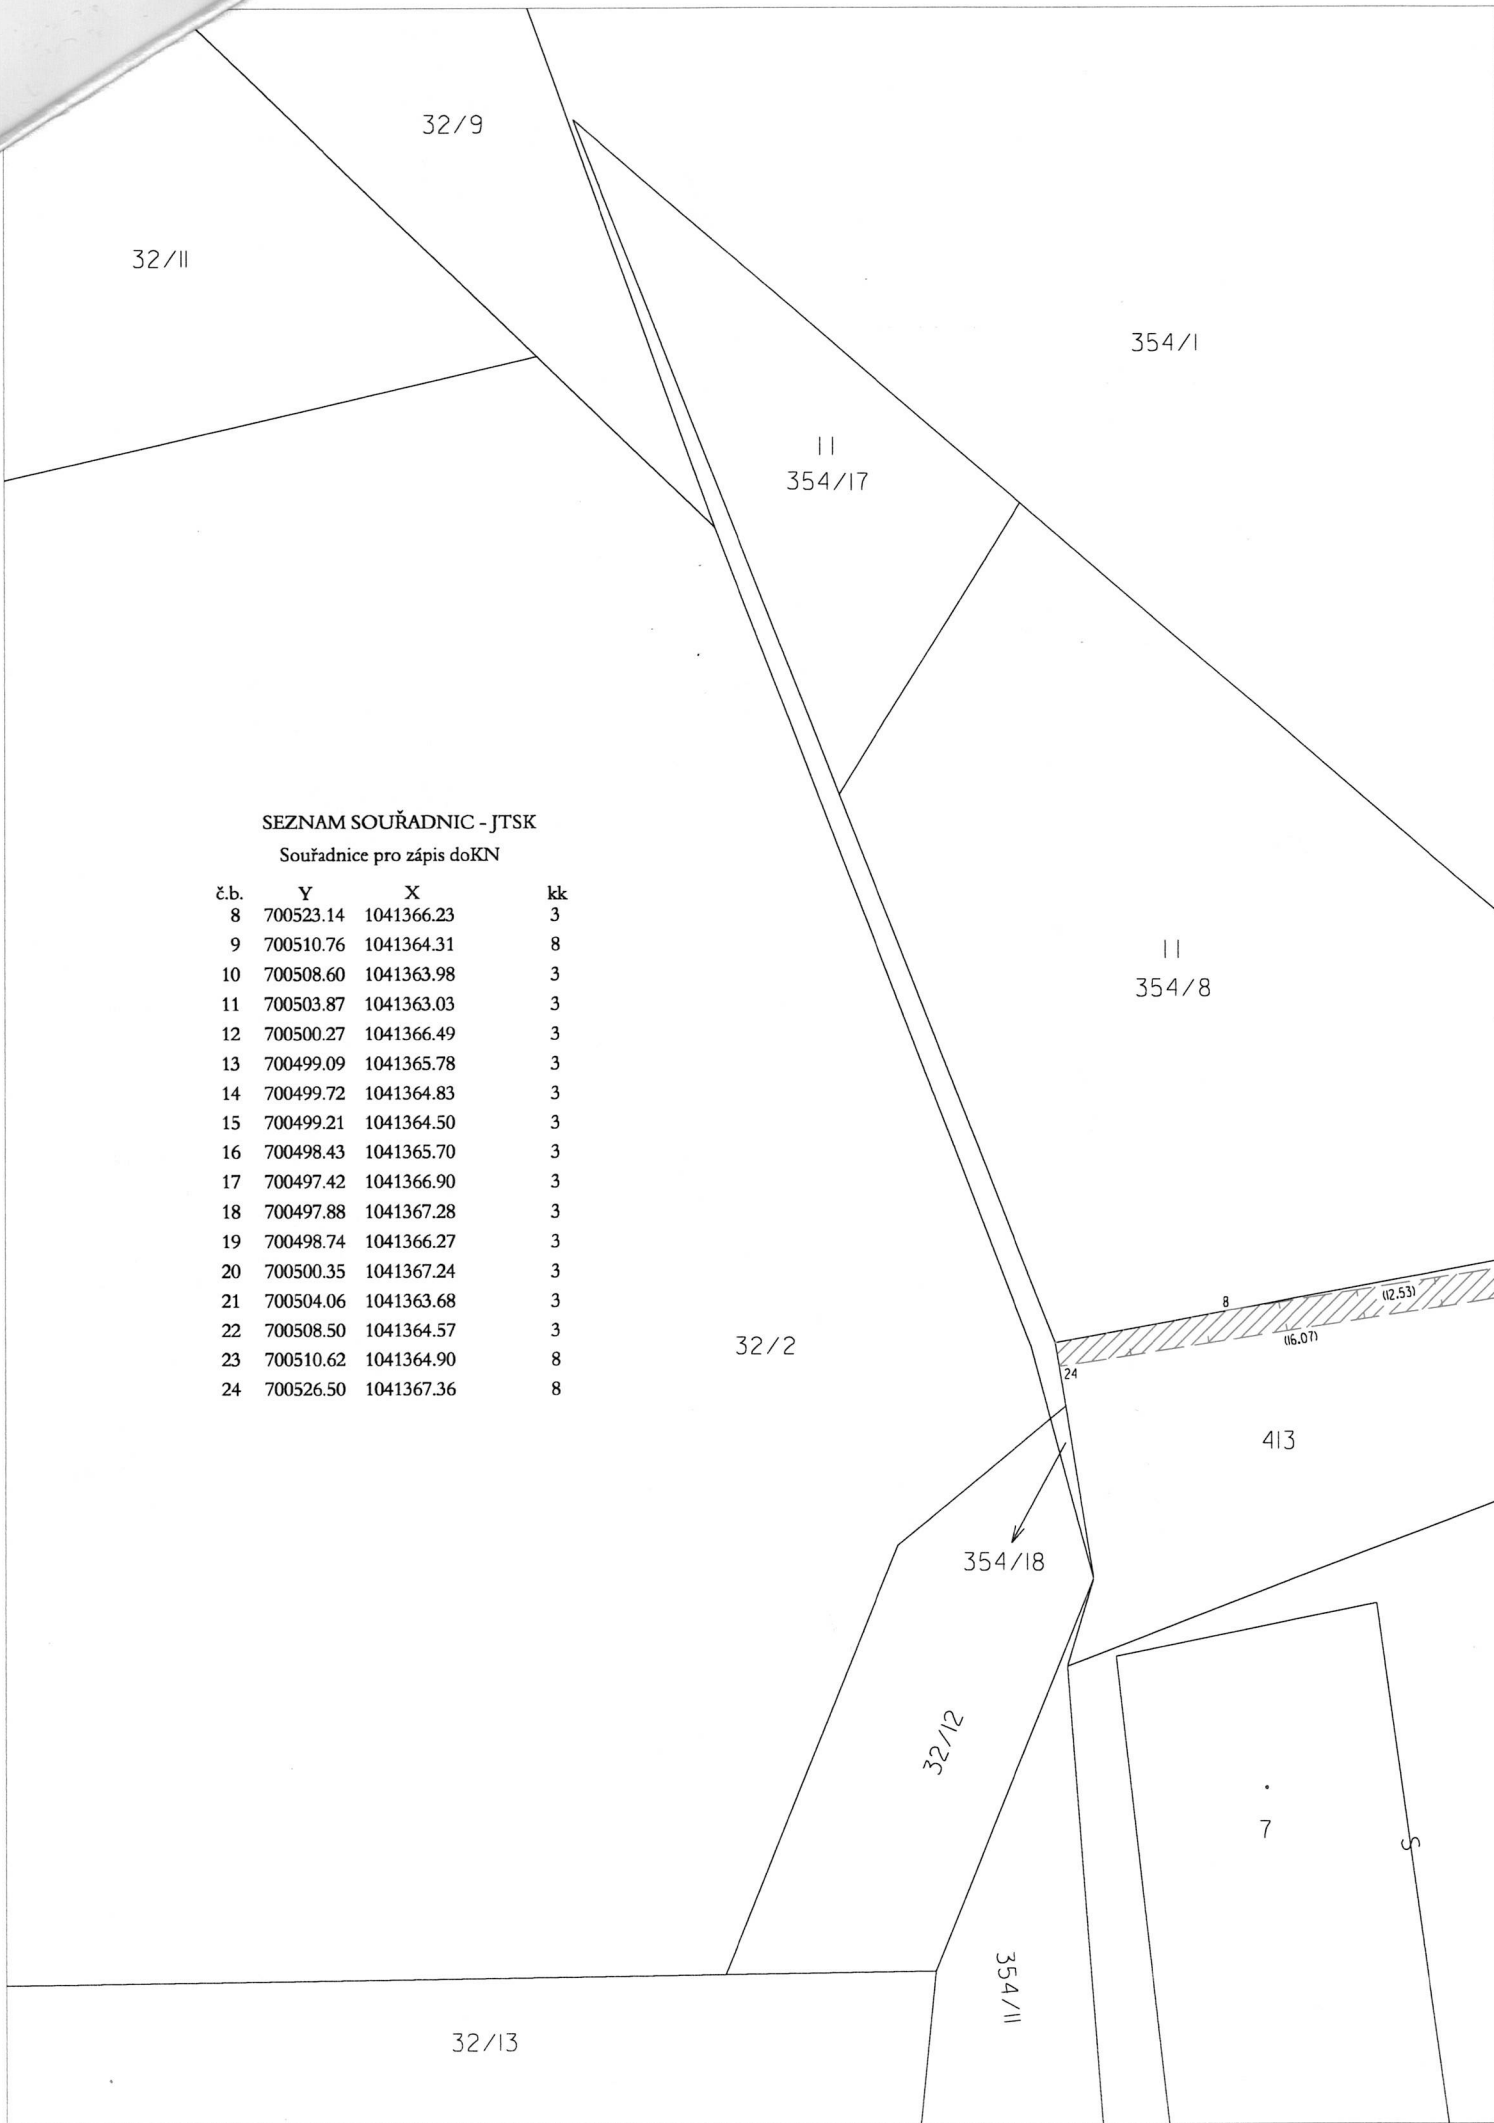 32/9
32/11
354/1
11
354/17
SEZNAM SOUŘADNIC - JTSK
Souřadnice pro zápis doKN
č.b. Y X kk
8 700523.14 1041366.23 3
9 700510.76 1041364.31 8
10 700508.60 1041363.98 3
11 700503.87 1041363.03 3
12 700500.27 1041366.49 3
13 700499.09 1041365.78 3
14 700499.72 1041364.83 3
15 700499.21 1041364.50 3
16 700498.43 1041365.70 3
17 700497.42 1041366.90 3
18 700497.88 1041367.28 3
19 700498.74 1041366.27 3
20 700500.35 1041367.24 3
21 700504.06 1041363.68 3
22 700508.50 1041364.57 3
23 700510.62 1041364.90 8
24 700526.50 1041367.36 8
11
354/8
8
(12.53)
(16.07)
24
32/2
413
354/18
32/12
7
S
354/11
32/13